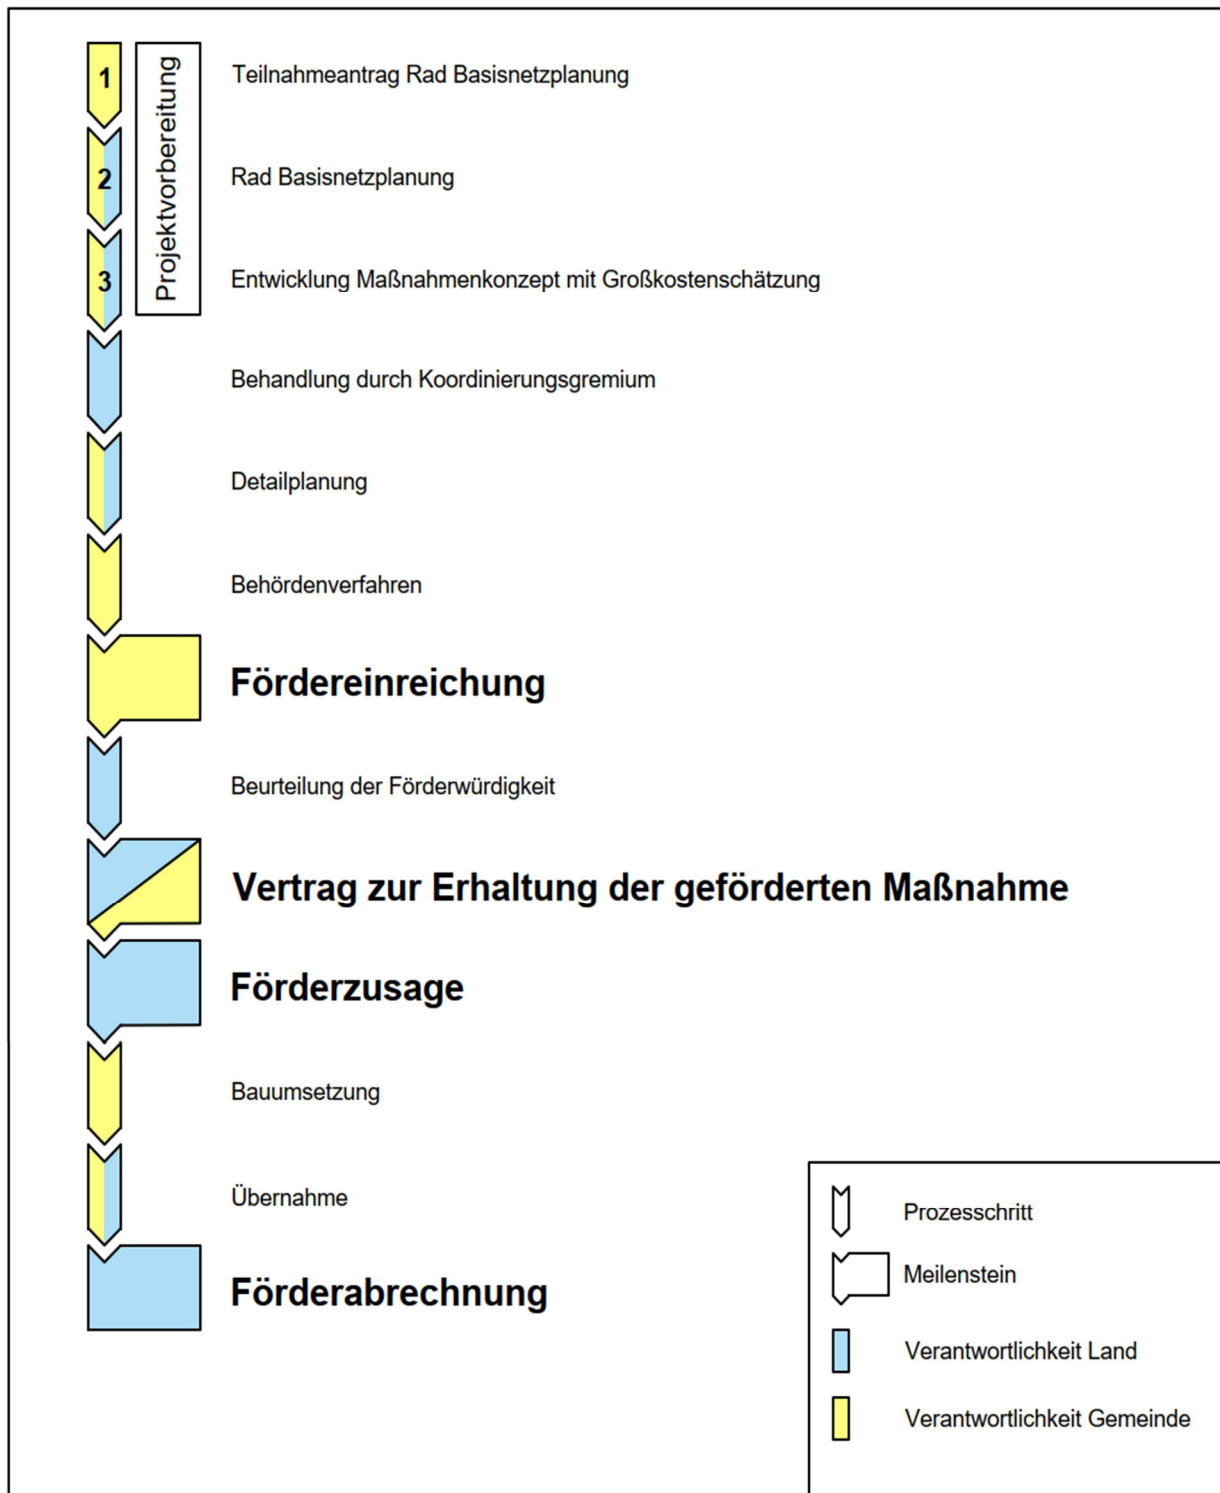 1
Projektvorbereitung
Teilnahmeantrag Rad Basisnetzplanung
2
Rad Basisnetzplanung
3
Entwicklung Maßnahmenkonzept mit Großkostenschätzung
Behandlung durch Koordinierungsgremium
Detailplanung
Behördenverfahren
Fördereinreichung
Beurteilung der Förderwürdigkeit
Vertrag zur Erhaltung der geförderten Maßnahme
Förderzusage
Bauumsetzung
Übernahme
Förderabrechnung
Prozesschritt
Meilenstein
Verantwortlichkeit Land
Verantwortlichkeit Gemeinde